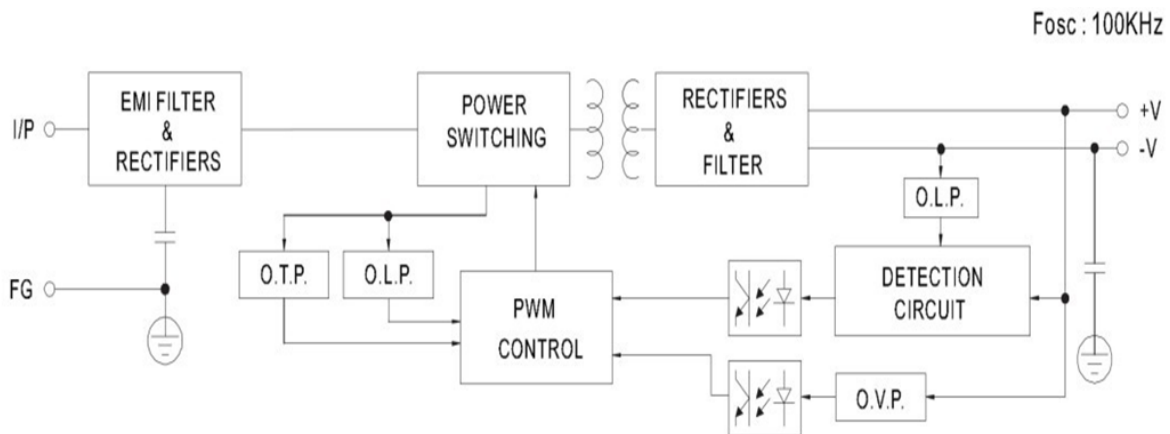 Fosc : 100KHz
I/P
EMI FILTER
&
RECTIFIERS
POWER
SWITCHING
RECTIFIERS
&
FILTER
+V
-V
O.L.P.
FG
O.T.P.
O.L.P.
PWM
CONTROL
DETECTION
CIRCUIT
O.V.P.